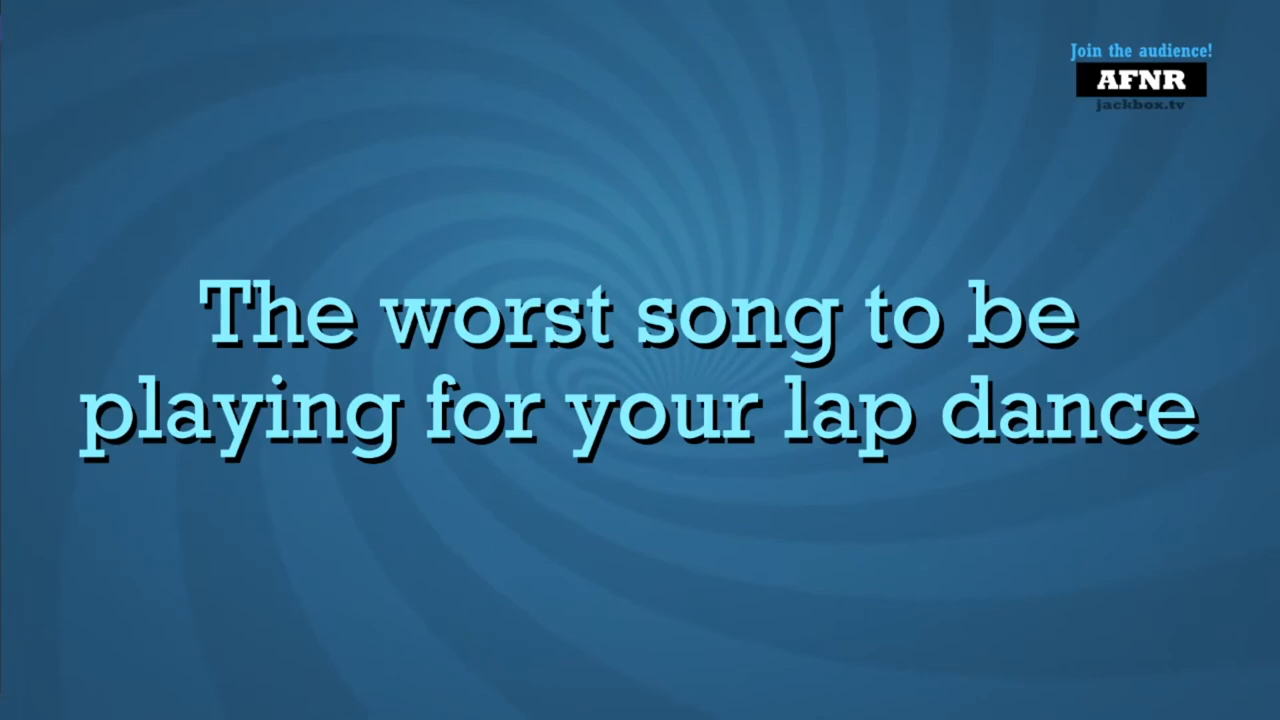 Join the audience!
AFNR
jackbox.tv
The worst song to be
playing for your lap dance